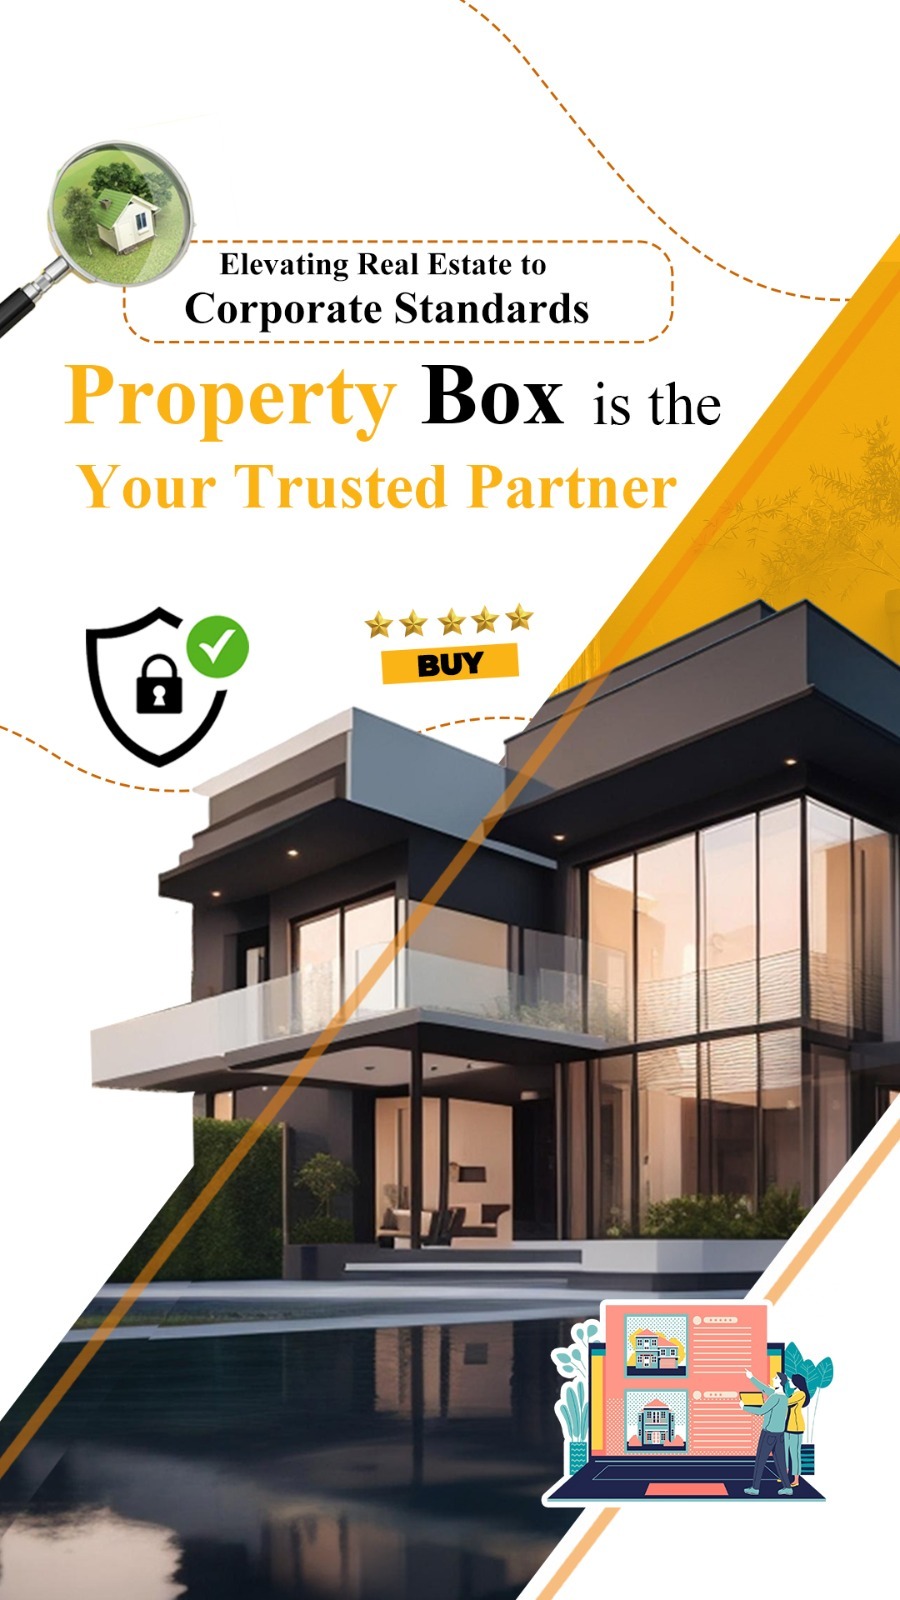 Elevating Real Estate to
Corporate Standards
Property Box is the
Your Trusted Partner
BUY